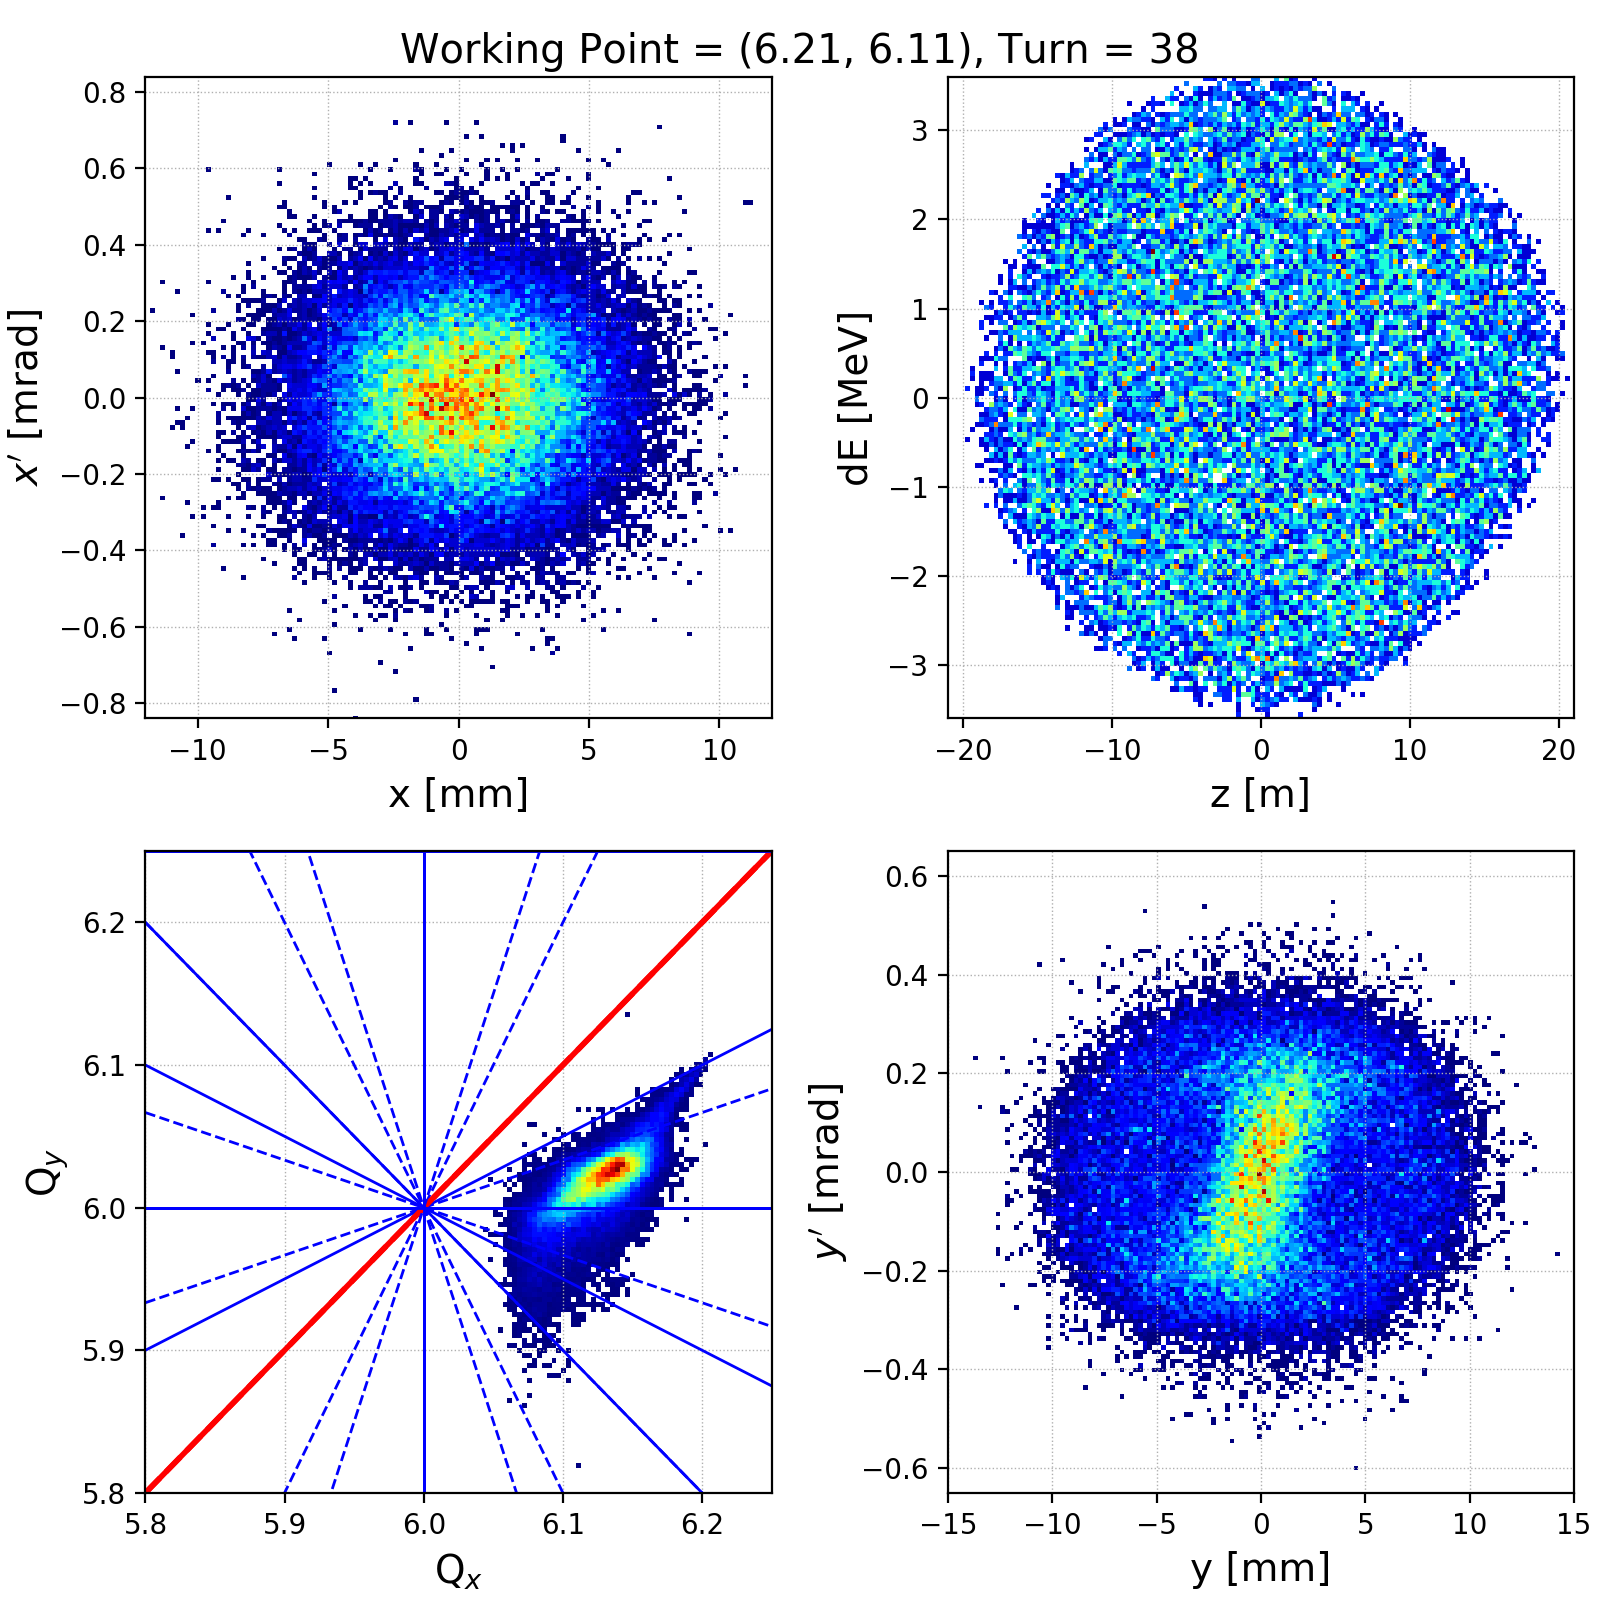 Working Point = (6.21, 6.11), Turn = 38
0.8
0.6
0.4
0.2
0.0
−0.2
−0.4
−0.6
−0.8
x′ [mrad]
−10 −5 0 5 10
x [mm]
3
2
1
0
−1
−2
−3
dE [MeV]
−20 −10 0 10 20
z [m]
6.2
6.1
6.0
5.9
5.8
Qy
5.8 5.9 6.0 6.1 6.2
Qx
0.6
0.4
0.2
0.0
−0.2
−0.4
−0.6
y′ [mrad]
−15 −10 −5 0 5 10 15
y [mm]